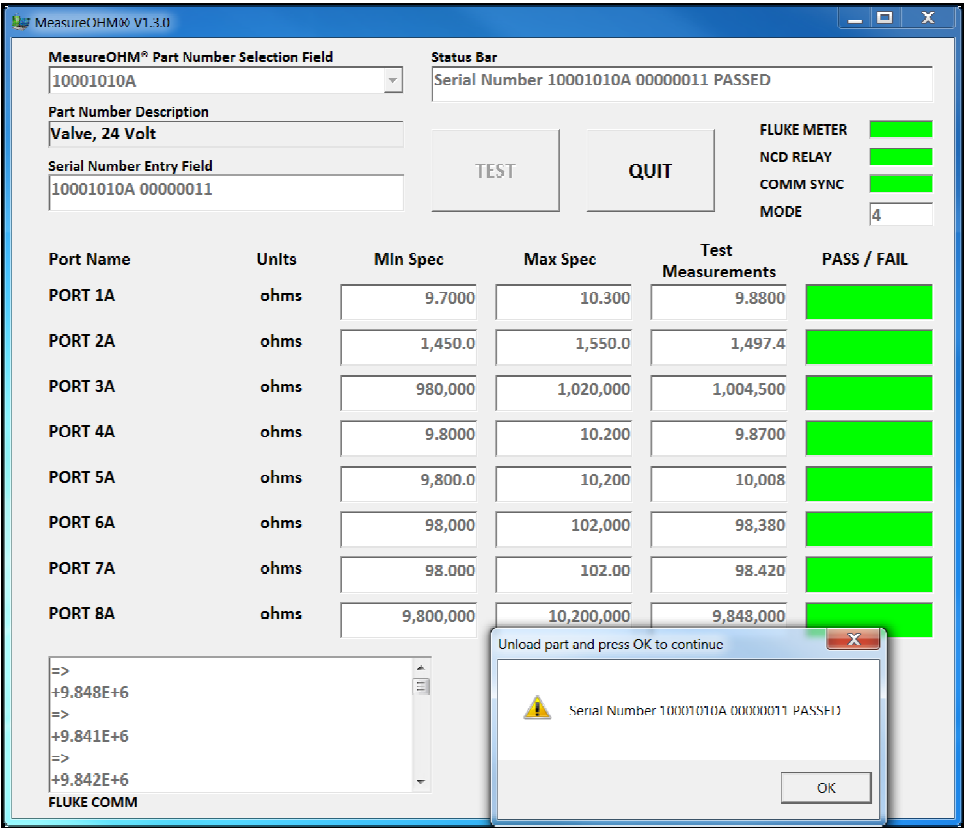 MeasureOHM® V1.3.0
MeasureOHM® Part Number Selection Field
10001010A
Part Number Description
Valve, 24 Volt
Serial Number Entry Field
10001010A 00000011
Status Bar
Serial Number 10001010A 00000011 PASSED
TEST
QUIT
FLUKE METER
NCD RELAY
COMM SYNC
MODE 4
Port Name Units Min Spec Max Spec Test Measurements PASS / FAIL
PORT 1A ohms 9.7000 10.300 9.8800
PORT 2A ohms 1,450.0 1,550.0 1,497.4
PORT 3A ohms 980,000 1,020,000 1,004,500
PORT 4A ohms 9.8000 10.200 9.8700
PORT 5A ohms 9,800.0 10,200 10,008
PORT 6A ohms 98,000 102,000 98,380
PORT 7A ohms 98.000 102.00 98.420
PORT 8A ohms 9,800,000 10,200,000 9,848,000
=>
+9.848E+6
=>
+9.841E+6
=>
+9.842E+6
FLUKE COMM
Unload part and press OK to continue
Serial Number 10001010A 00000011 PASSED
OK